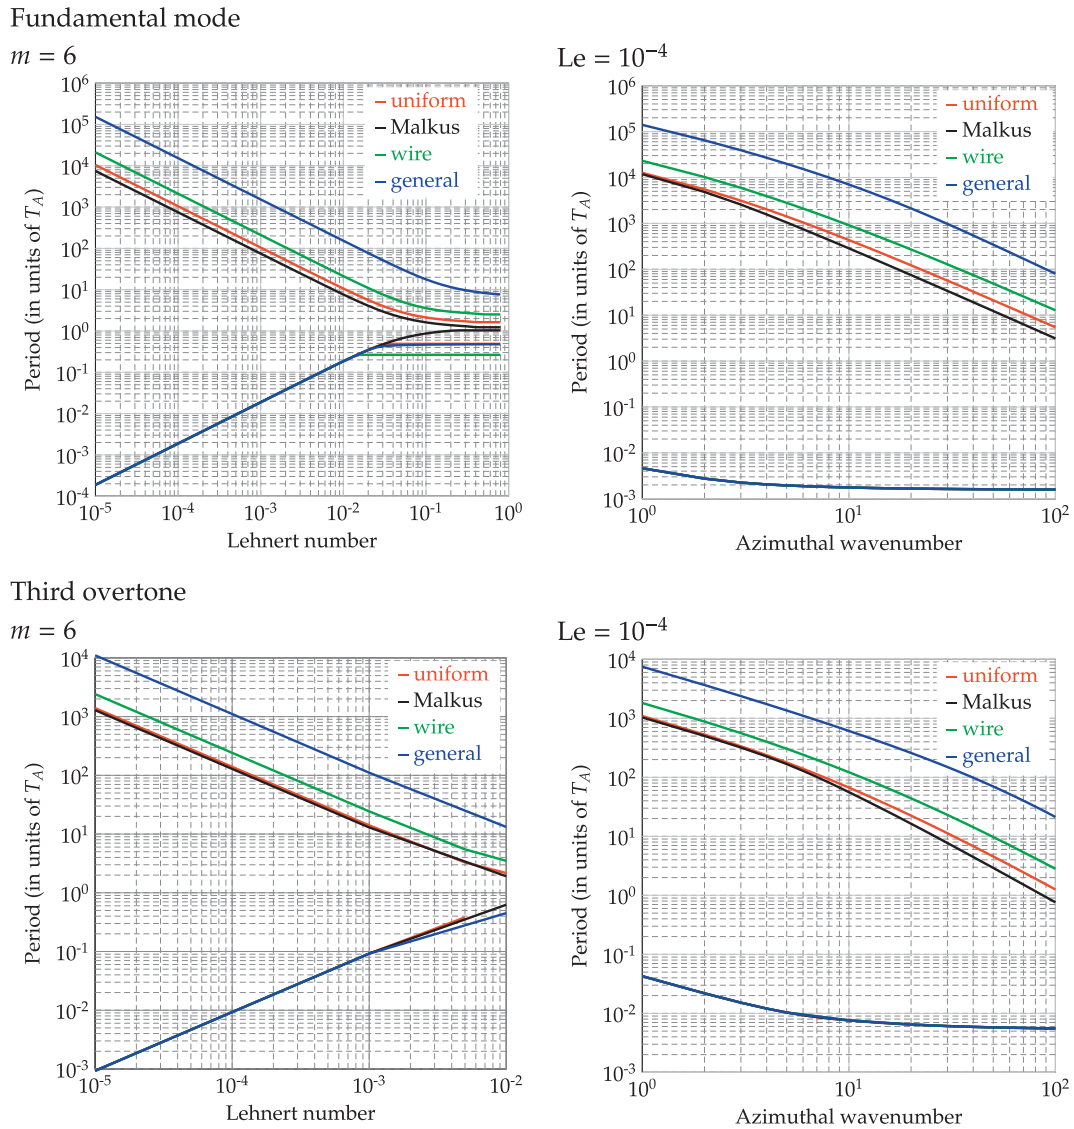 Fundamental mode
m = 6
Le = 10⁻⁴
10⁶
10⁵
10⁴
10³
10²
10¹
10⁰
10⁻¹
10⁻²
10⁻³
10⁻⁴
Period (in units of T_A)
uniform
Malkus
wire
general
10⁻⁵ 10⁻⁴ 10⁻³ 10⁻² 10⁻¹ 10⁰
Lehnert number
10⁶
10⁵
10⁴
10³
10²
10¹
10⁰
10⁻¹
10⁻²
10⁻³
Period (in units of T_A)
uniform
Malkus
wire
general
10⁰ 10¹ 10²
Azimuthal wavenumber
Third overtone
m = 6
Le = 10⁻⁴
10⁴
10³
10²
10¹
10⁰
10⁻¹
10⁻²
10⁻³
Period (in units of T_A)
uniform
Malkus
wire
general
10⁻⁵ 10⁻⁴ 10⁻³ 10⁻²
Lehnert number
10⁴
10³
10²
10¹
10⁰
10⁻¹
10⁻²
10⁻³
Period (in units of T_A)
uniform
Malkus
wire
general
10⁰ 10¹ 10²
Azimuthal wavenumber